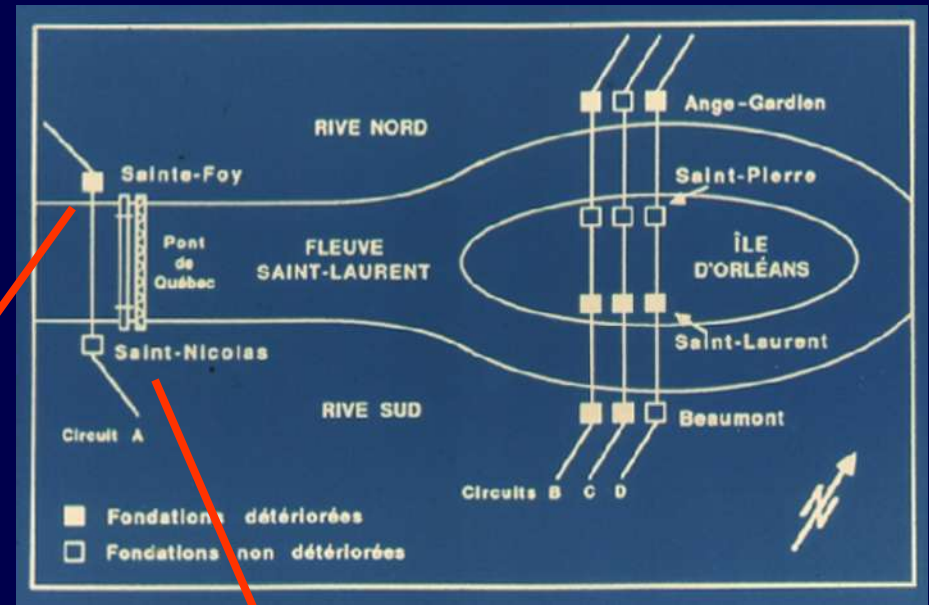 RIVE NORD
Ange-Gardien
Sainte-Foy
Saint-Pierre
Pont
de
Québec
FLEUVE
SAINT-LAURENT
ÎLE
D'ORLÉANS
Saint-Nicolas
Saint-Laurent
RIVE SUD
Beaumont
Circuit A
Circuits B C D
N
Fondations détériorées
Fondations non détériorées